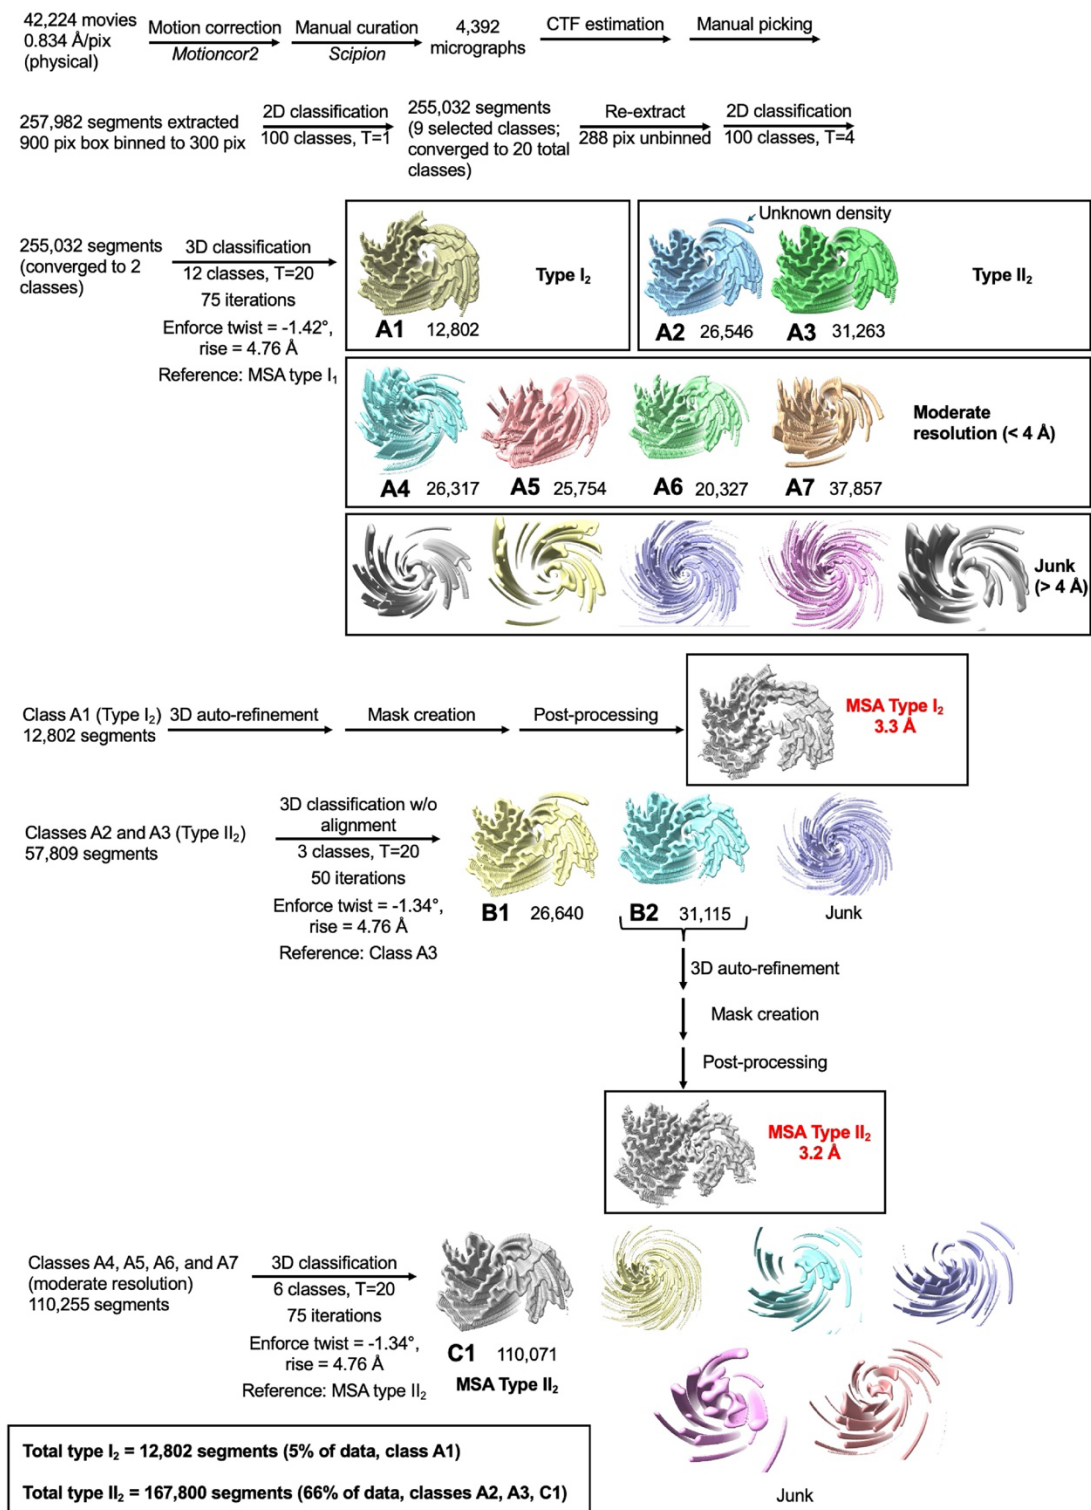 42,224 movies
0.834 Å/pix
(physical)
Motion correction
Motioncor2
Manual curation
Scipion
4,392
micrographs
CTF estimation
Manual picking
257,982 segments extracted
900 pix box binned to 300 pix
2D classification
100 classes, T=1
255,032 segments
(9 selected classes;
converged to 20 total
classes)
Re-extract
288 pix unbinned
2D classification
100 classes, T=4
255,032 segments
(converged to 2
classes)
3D classification
12 classes, T=20
75 iterations
Enforce twist = -1.42°,
rise = 4.76 Å
Reference: MSA type I₁
Type I₂
A1 12,802
Unknown density
Type II₂
A2 26,546
A3 31,263
Moderate
resolution (< 4 Å)
A4 26,317
A5 25,754
A6 20,327
A7 37,857
Junk
(> 4 Å)
Class A1 (Type I₂)
12,802 segments
3D auto-refinement
Mask creation
Post-processing
MSA Type I₂
3.3 Å
Classes A2 and A3 (Type II₂)
57,809 segments
3D classification w/o
alignment
3 classes, T=20
50 iterations
Enforce twist = -1.34°,
rise = 4.76 Å
Reference: Class A3
B1 26,640
B2 31,115
Junk
3D auto-refinement
Mask creation
Post-processing
MSA Type II₂
3.2 Å
Classes A4, A5, A6, and A7
(moderate resolution)
110,255 segments
3D classification
6 classes, T=20
75 iterations
Enforce twist = -1.34°,
rise = 4.76 Å
Reference: MSA type II₂
C1 110,071
MSA Type II₂
Junk
Total type I₂ = 12,802 segments (5% of data, class A1)
Total type II₂ = 167,800 segments (66% of data, classes A2, A3, C1)